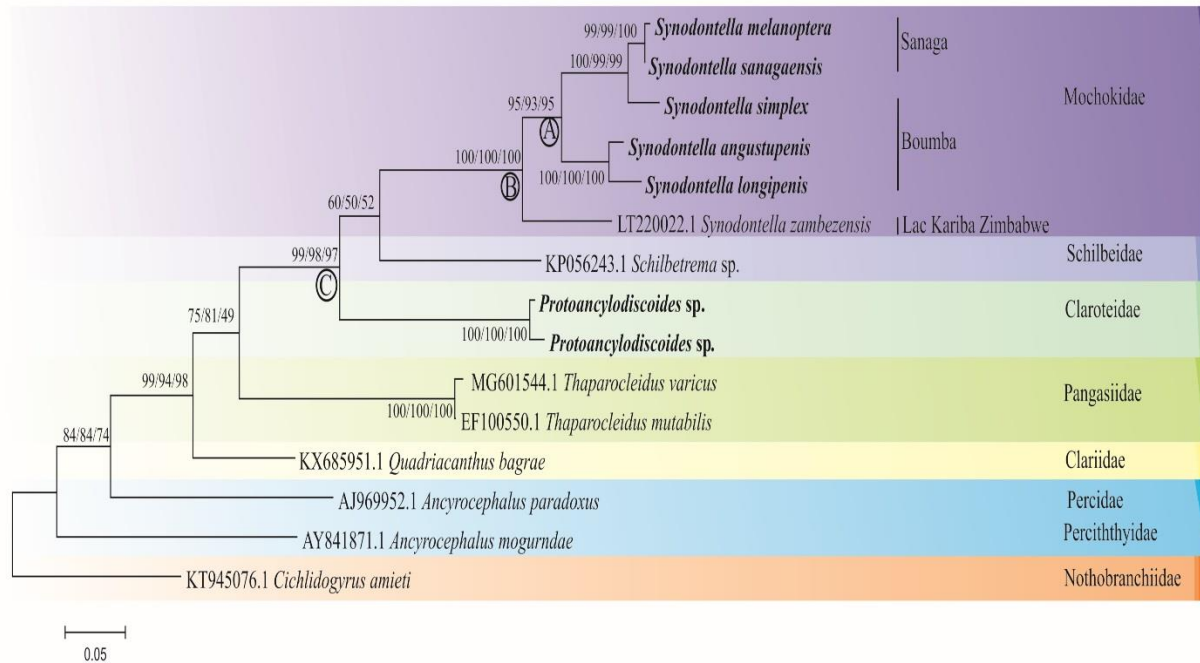 99/99/100
Synodontella melanoptera
Sanaga
Synodontella sanagaensis
100/99/99
Mochokidae
95/93/95
Synodontella simplex
A
Boumba
Synodontella angustupenis
100/100/100
100/100/100
B
Synodontella longipenis
60/50/52
LT220022.1 Synodontella zambezensis
Lac Kariba Zimbabwe
99/98/97
Schilbeidae
KP056243.1 Schilbetrema sp.
C
Protoancylodiscoides sp.
Claroteidae
75/81/49
100/100/100
Protoancylodiscoides sp.
99/94/98
MG601544.1 Thaparocleidus varicus
Pangasiidae
100/100/100
EF100550.1 Thaparocleidus mutabilis
84/84/74
KX685951.1 Quadriacanthus bagrae
Clariidae
AJ969952.1 Ancyrocephalus paradoxus
Percidae
AY841871.1 Ancyrocephalus mogurndae
Perciththyidae
KT945076.1 Cichlidogyrus amieti
Nothobranchiidae
0.05